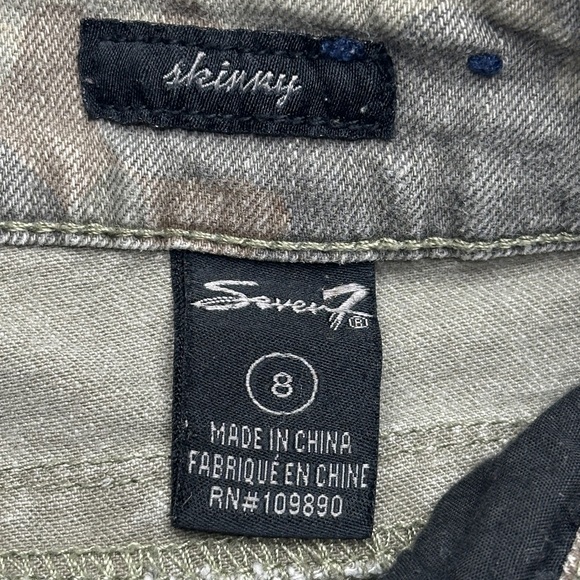 skinny
Seven7®
8
MADE IN CHINA
FABRIQUÉ EN CHINE
RN#109890